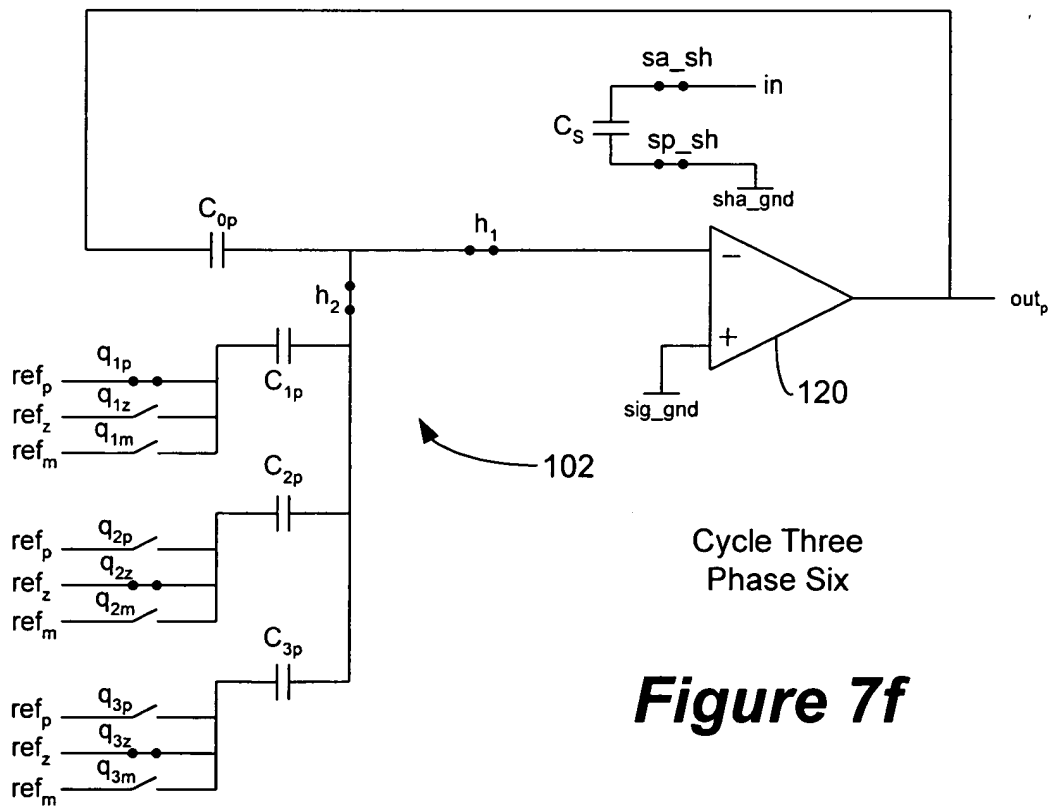 sa_sh
in
C_S
sp_sh
sha_gnd
C_0p
h_1
−
h_2
+
out_p
sig_gnd
120
q_1p
ref_p
C_1p
q_1z
ref_z
q_1m
ref_m
102
C_2p
q_2p
ref_p
q_2z
ref_z
q_2m
ref_m
Cycle Three
Phase Six
C_3p
q_3p
ref_p
q_3z
ref_z
q_3m
ref_m
Figure 7f